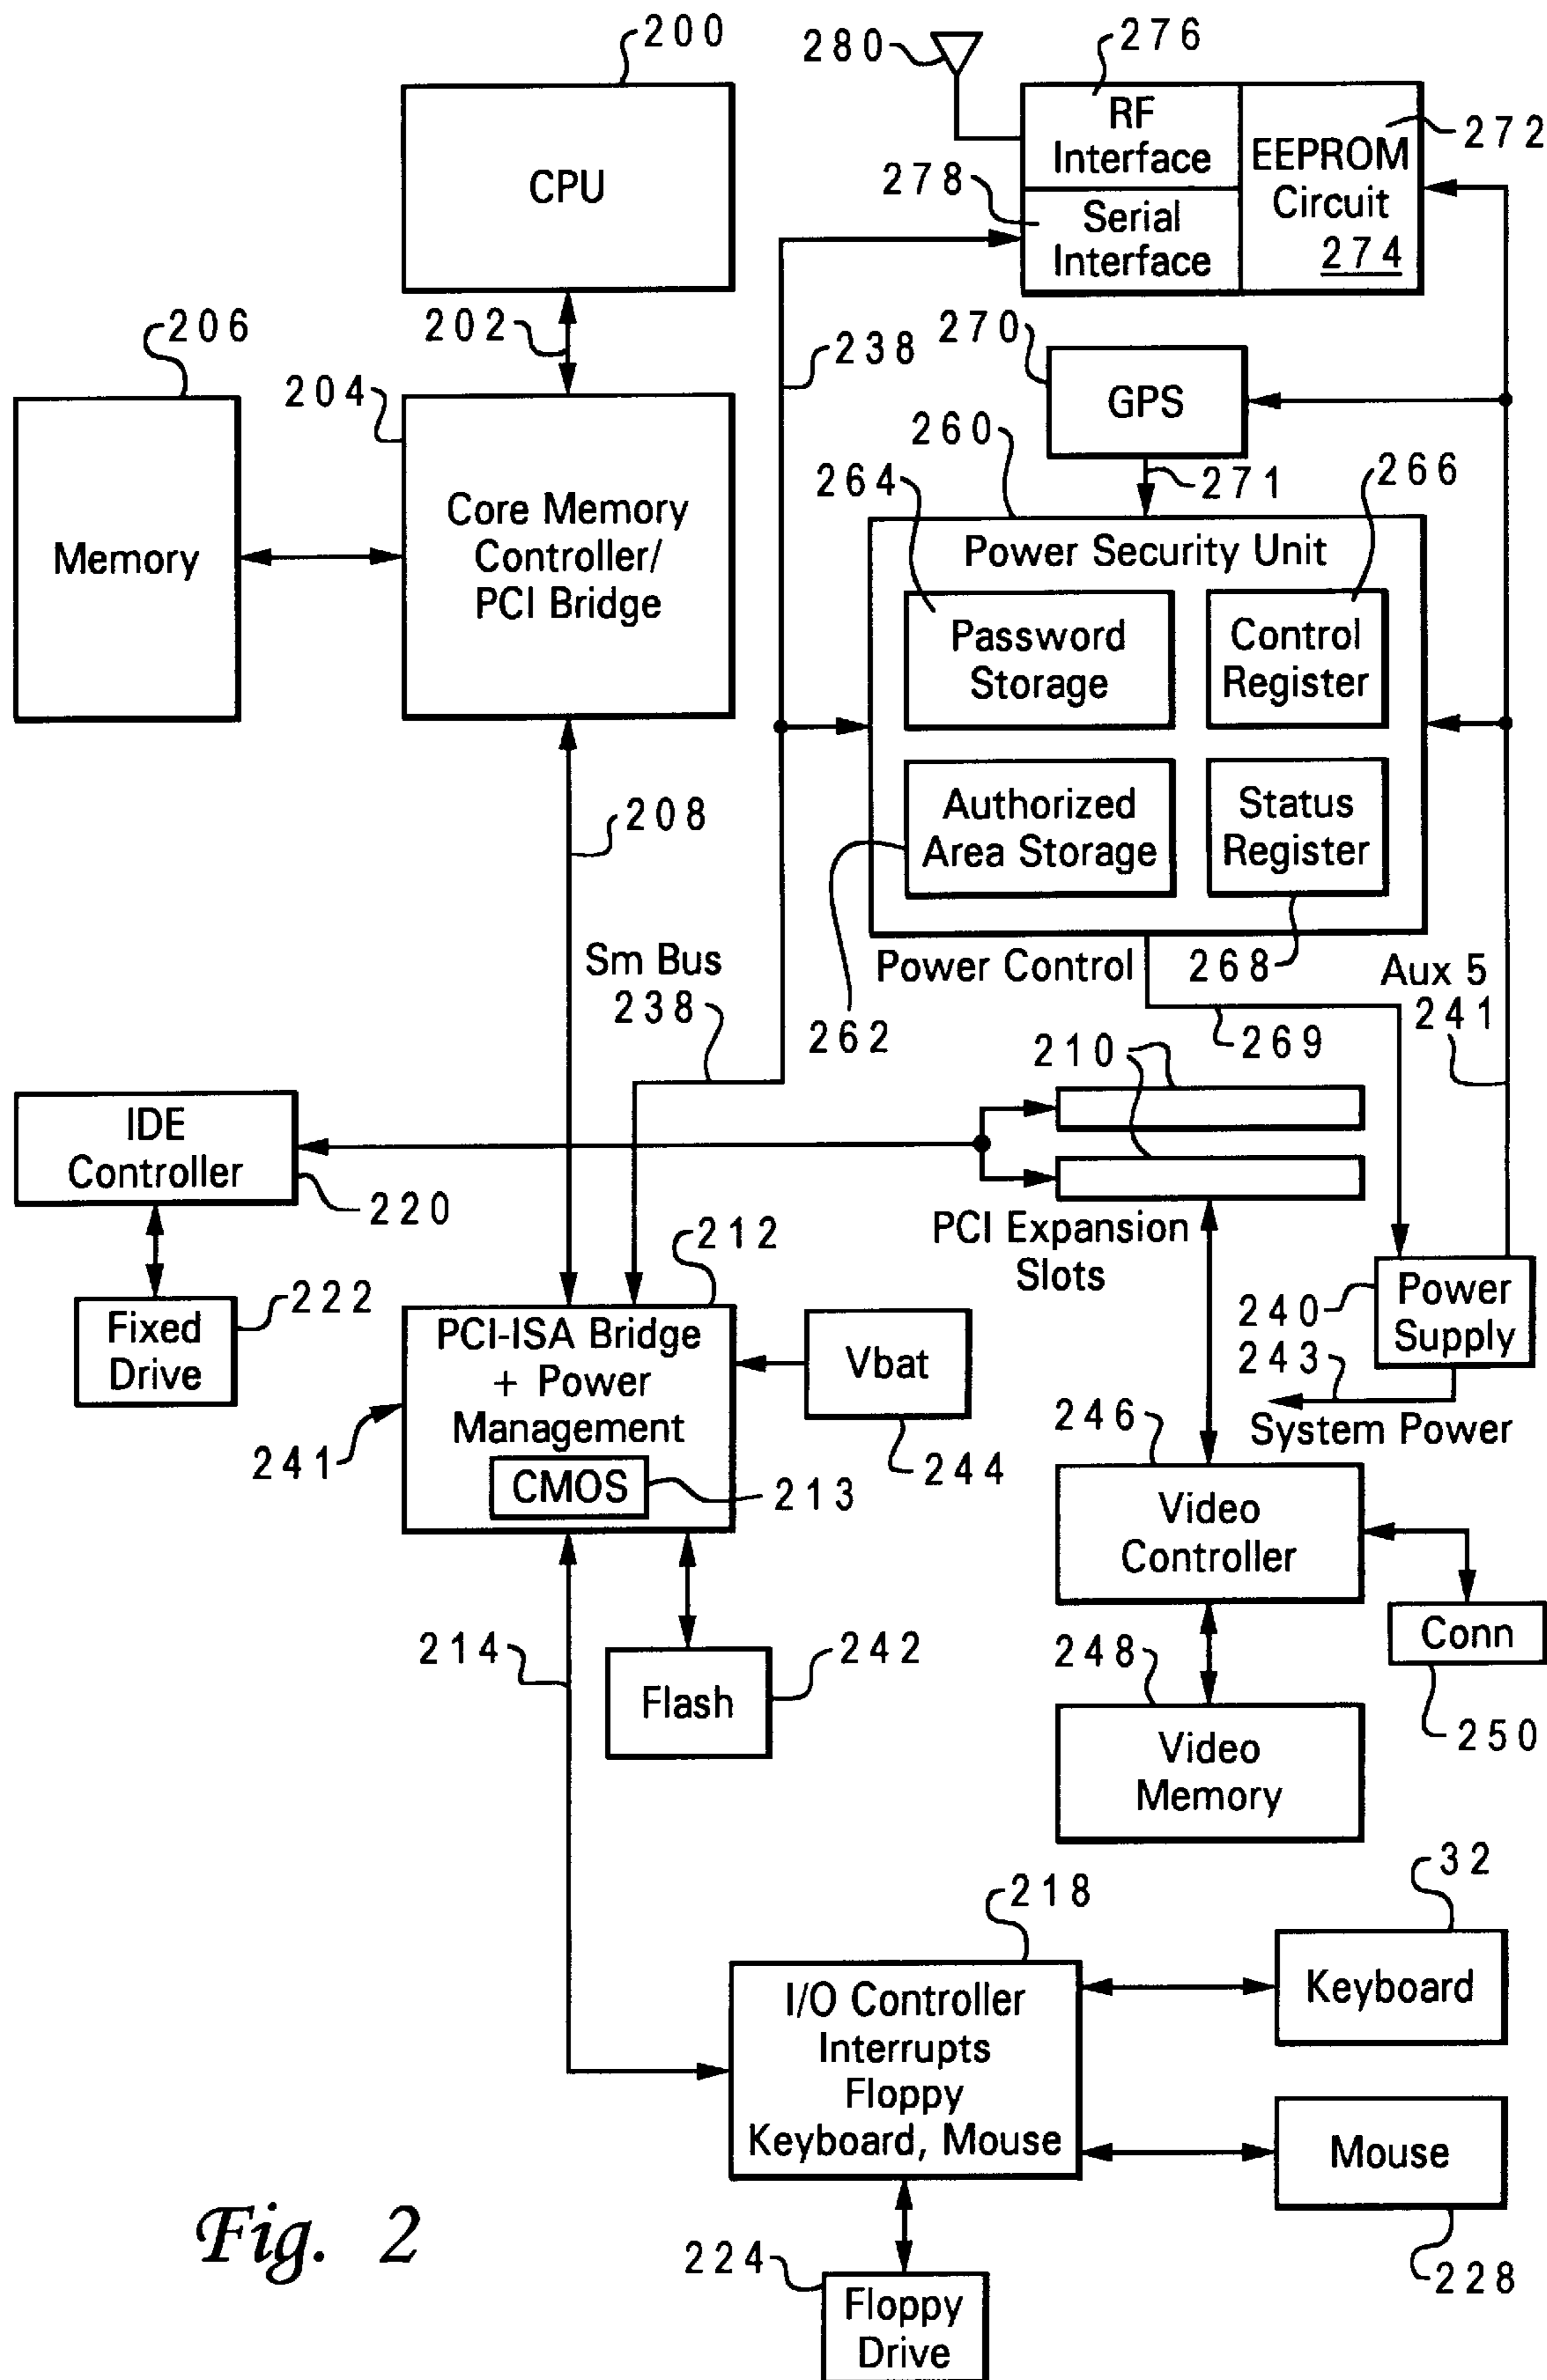 200
CPU
202
206
Memory
204
Core Memory
Controller/
PCI Bridge
208
280
276
RF
Interface
278
Serial
Interface
EEPROM
Circuit
274
272
238
270
GPS
271
260
264
266
Power Security Unit
Password
Storage
Control
Register
Authorized
Area Storage
Status
Register
262
268
Power Control
269
Aux 5
241
Sm Bus
238
210
PCI Expansion
Slots
IDE
Controller
220
222
Fixed
Drive
212
PCI-ISA Bridge
+ Power
Management
CMOS
213
241
Vbat
244
240
Power
Supply
243
System Power
246
Video
Controller
Conn
250
248
Video
Memory
214
242
Flash
218
I/O Controller
Interrupts
Floppy
Keyboard, Mouse
32
Keyboard
Mouse
228
224
Floppy
Drive
Fig. 2